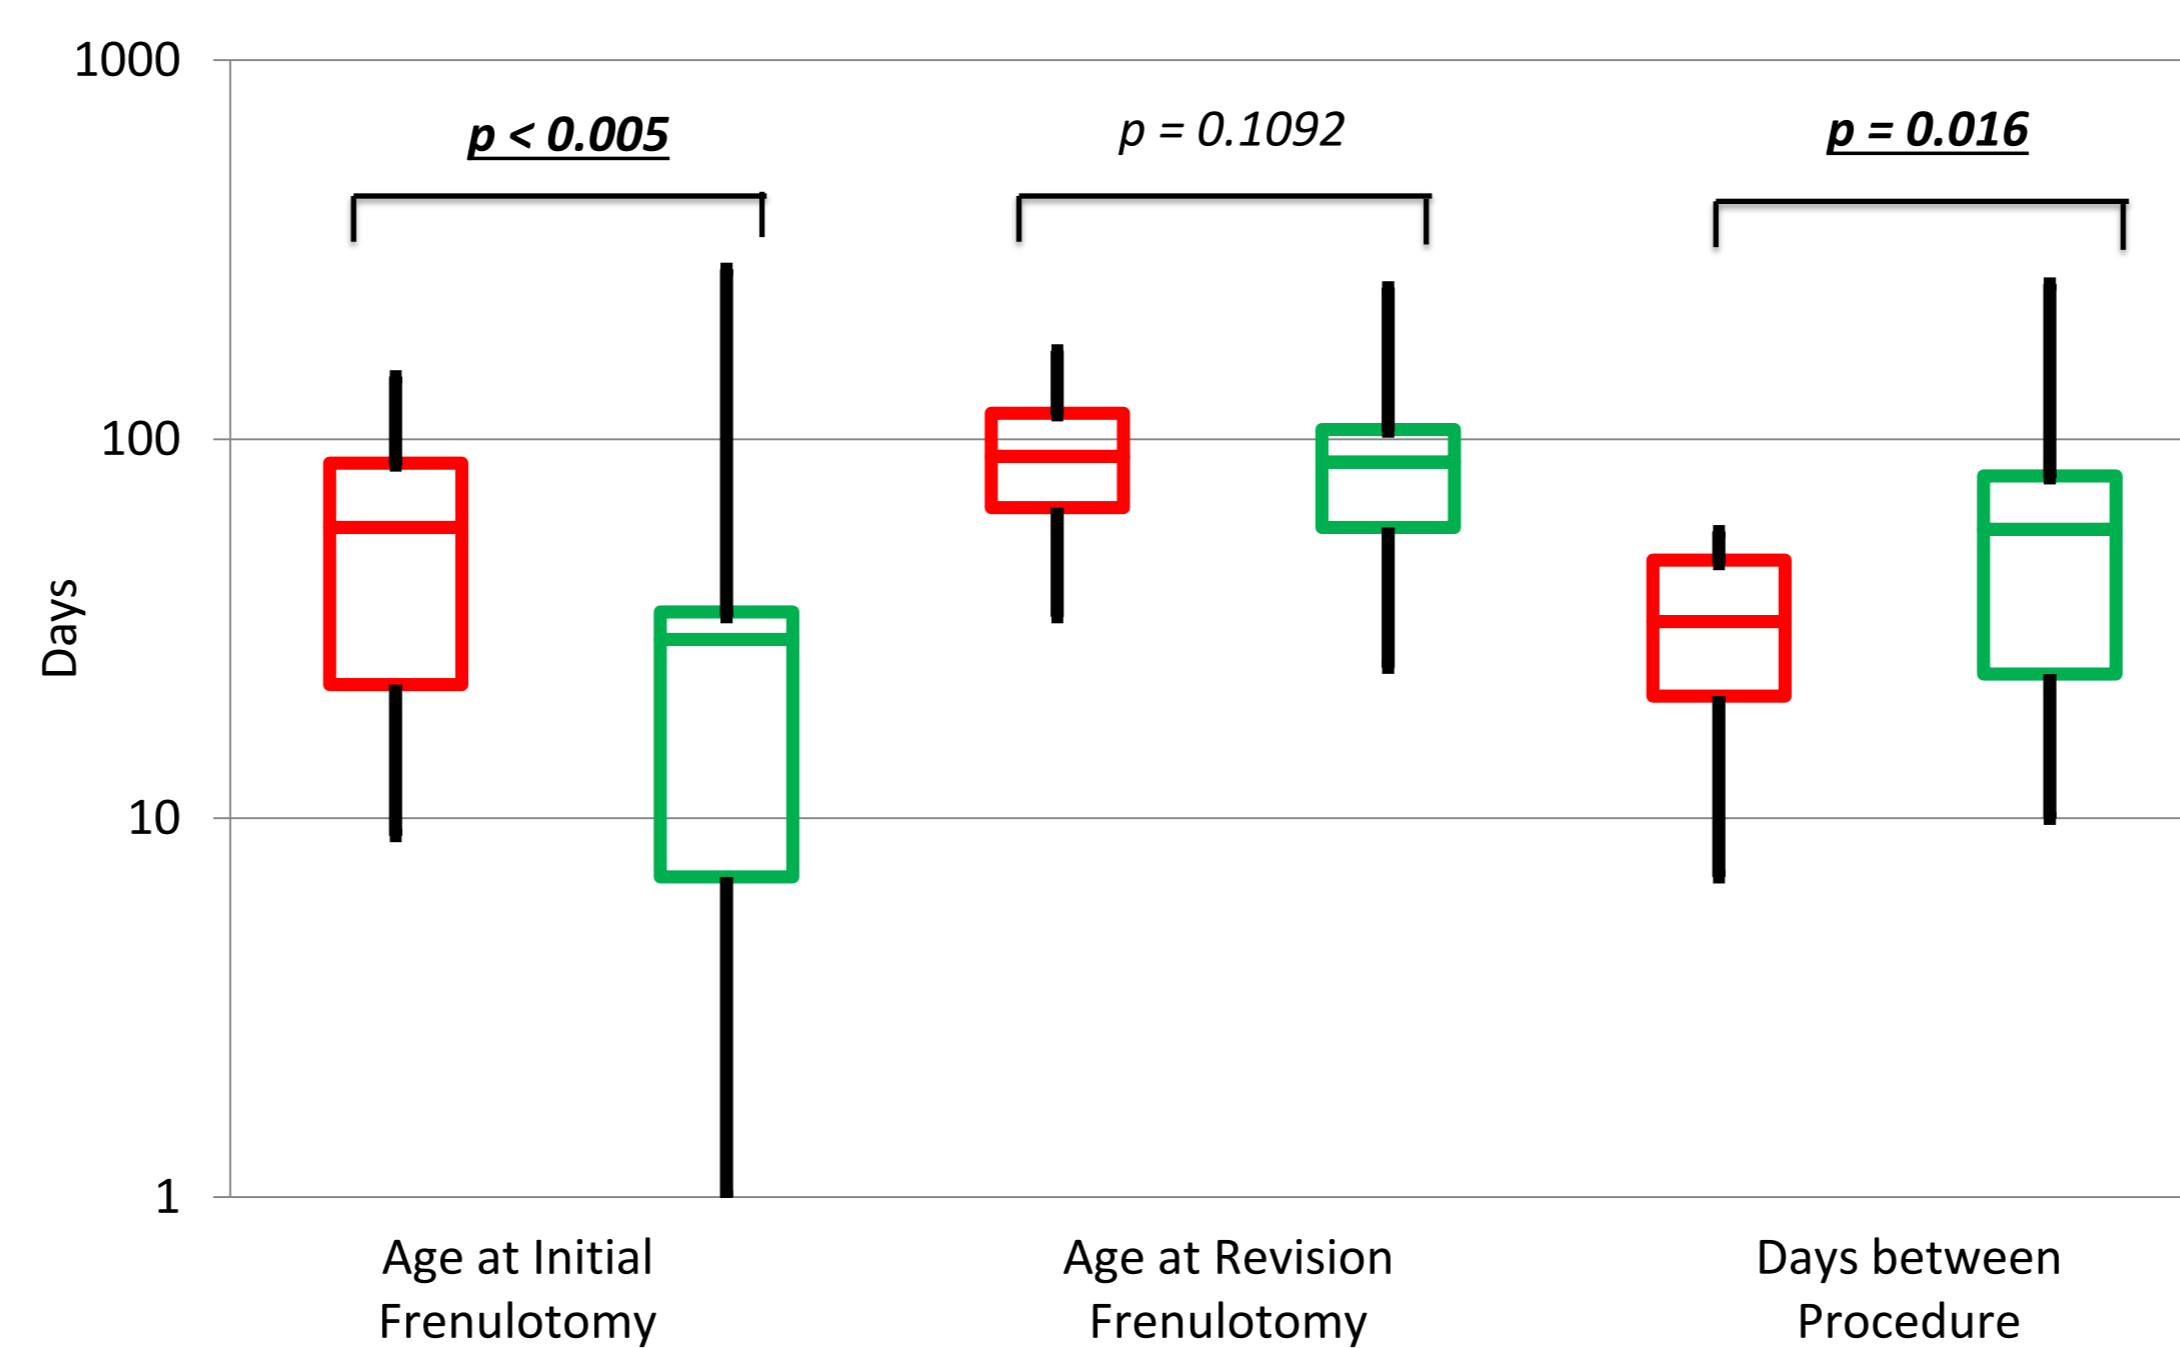 1000
p < 0.005
p = 0.1092
p = 0.016
100
Days
10
1
Age at Initial
Frenulotomy
Age at Revision
Frenulotomy
Days between
Procedure